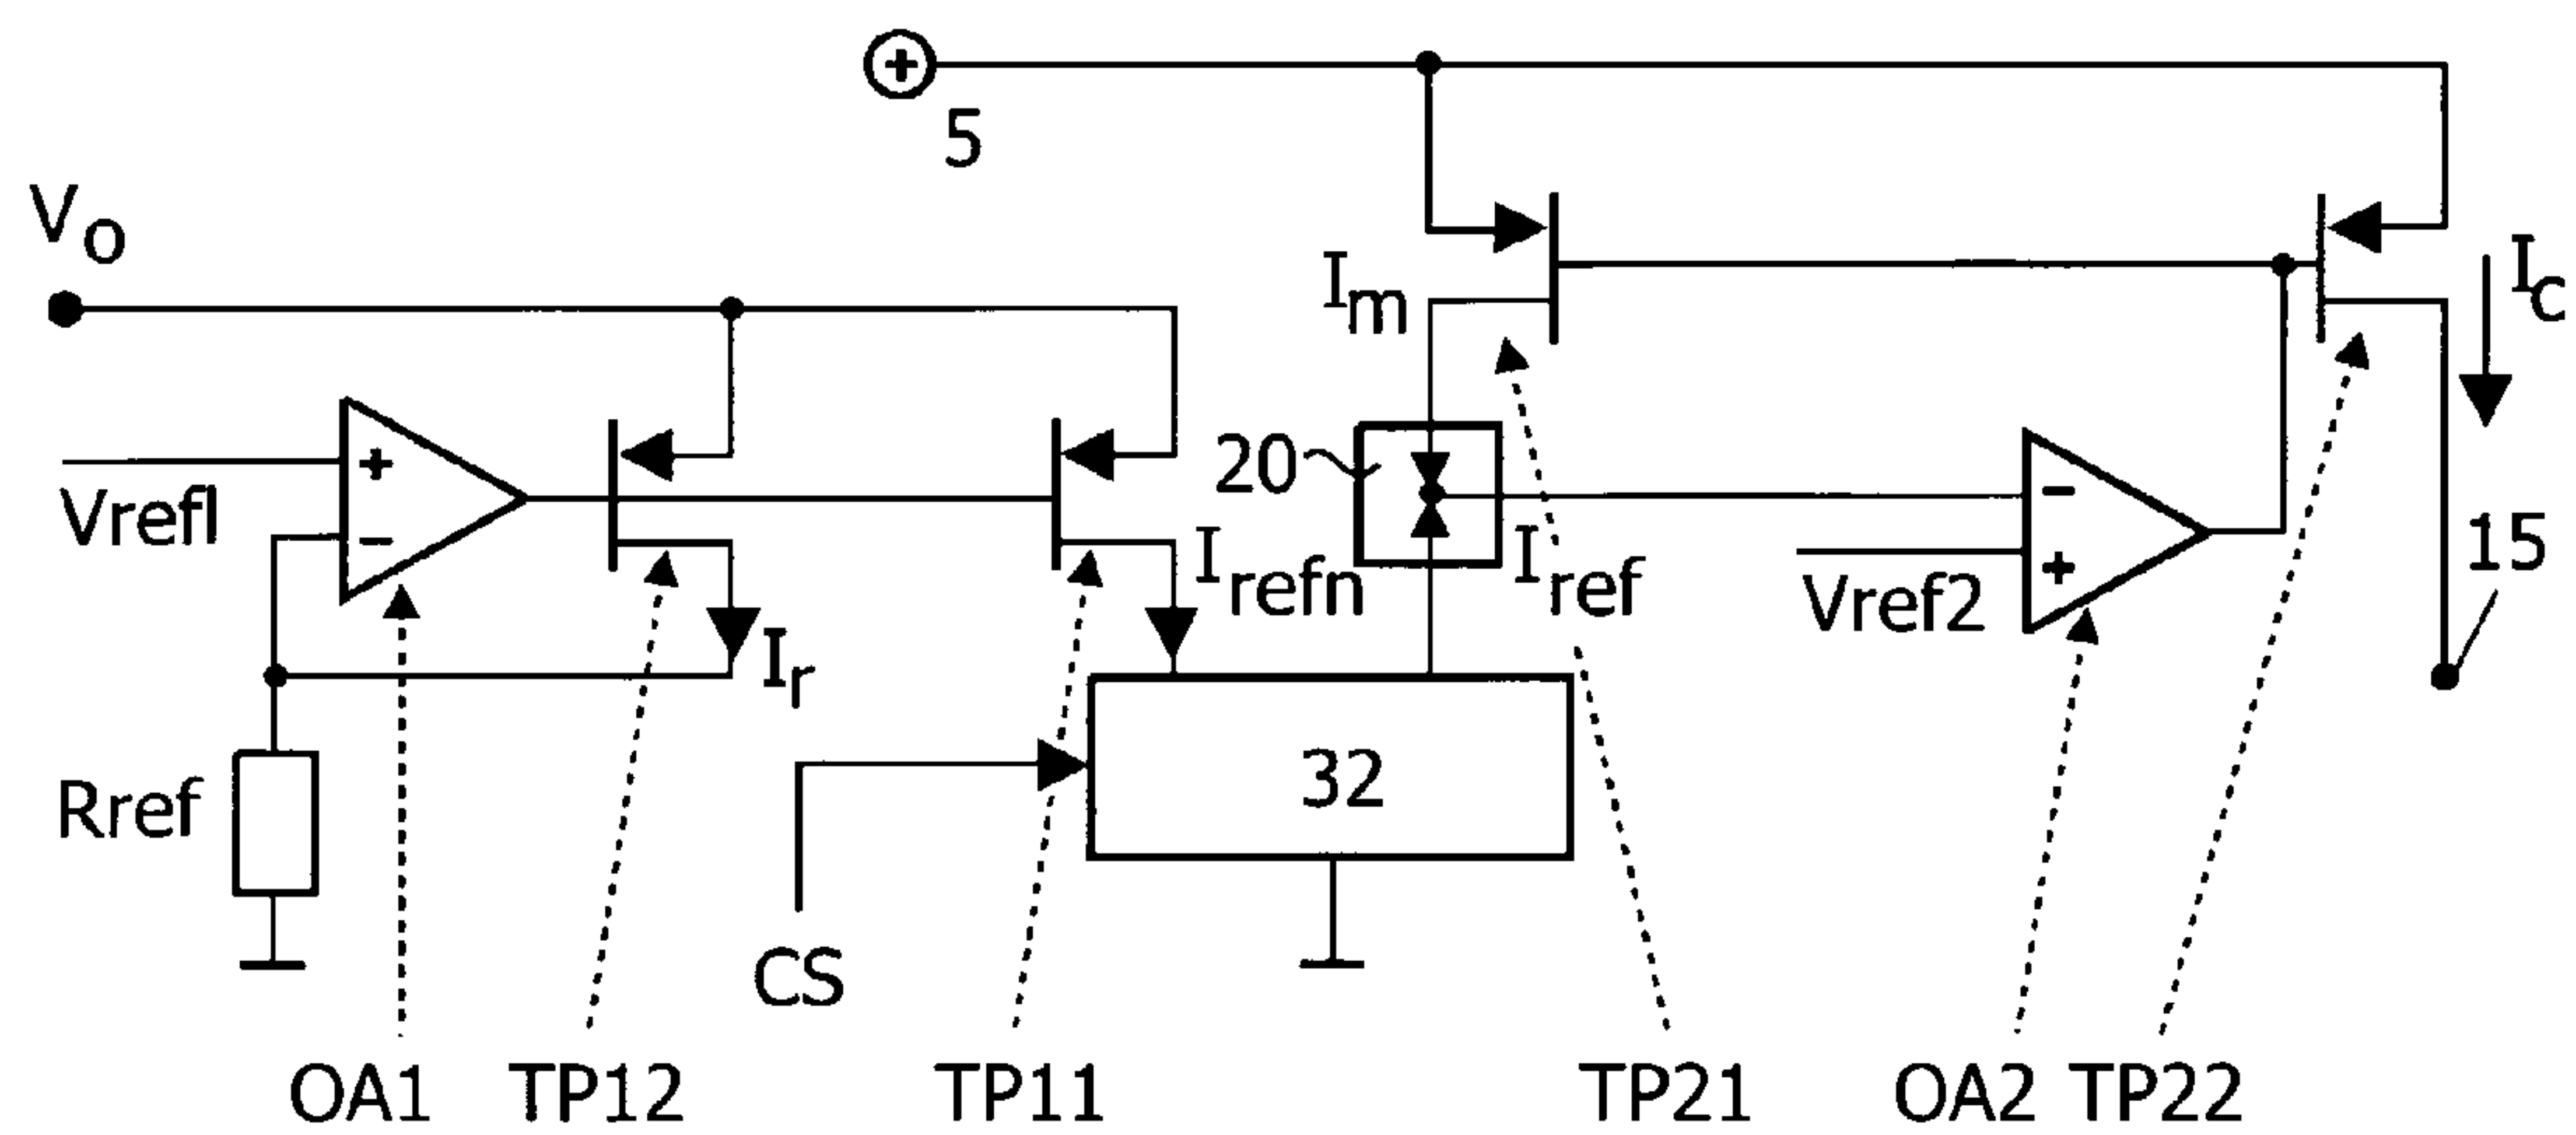 +
5
Vo
Im
Ic
+
-
Vref1
20
-
+
Irefn
Iref
Vref2
15
Ir
Rref
32
CS
OA1
TP12
TP11
TP21
OA2
TP22